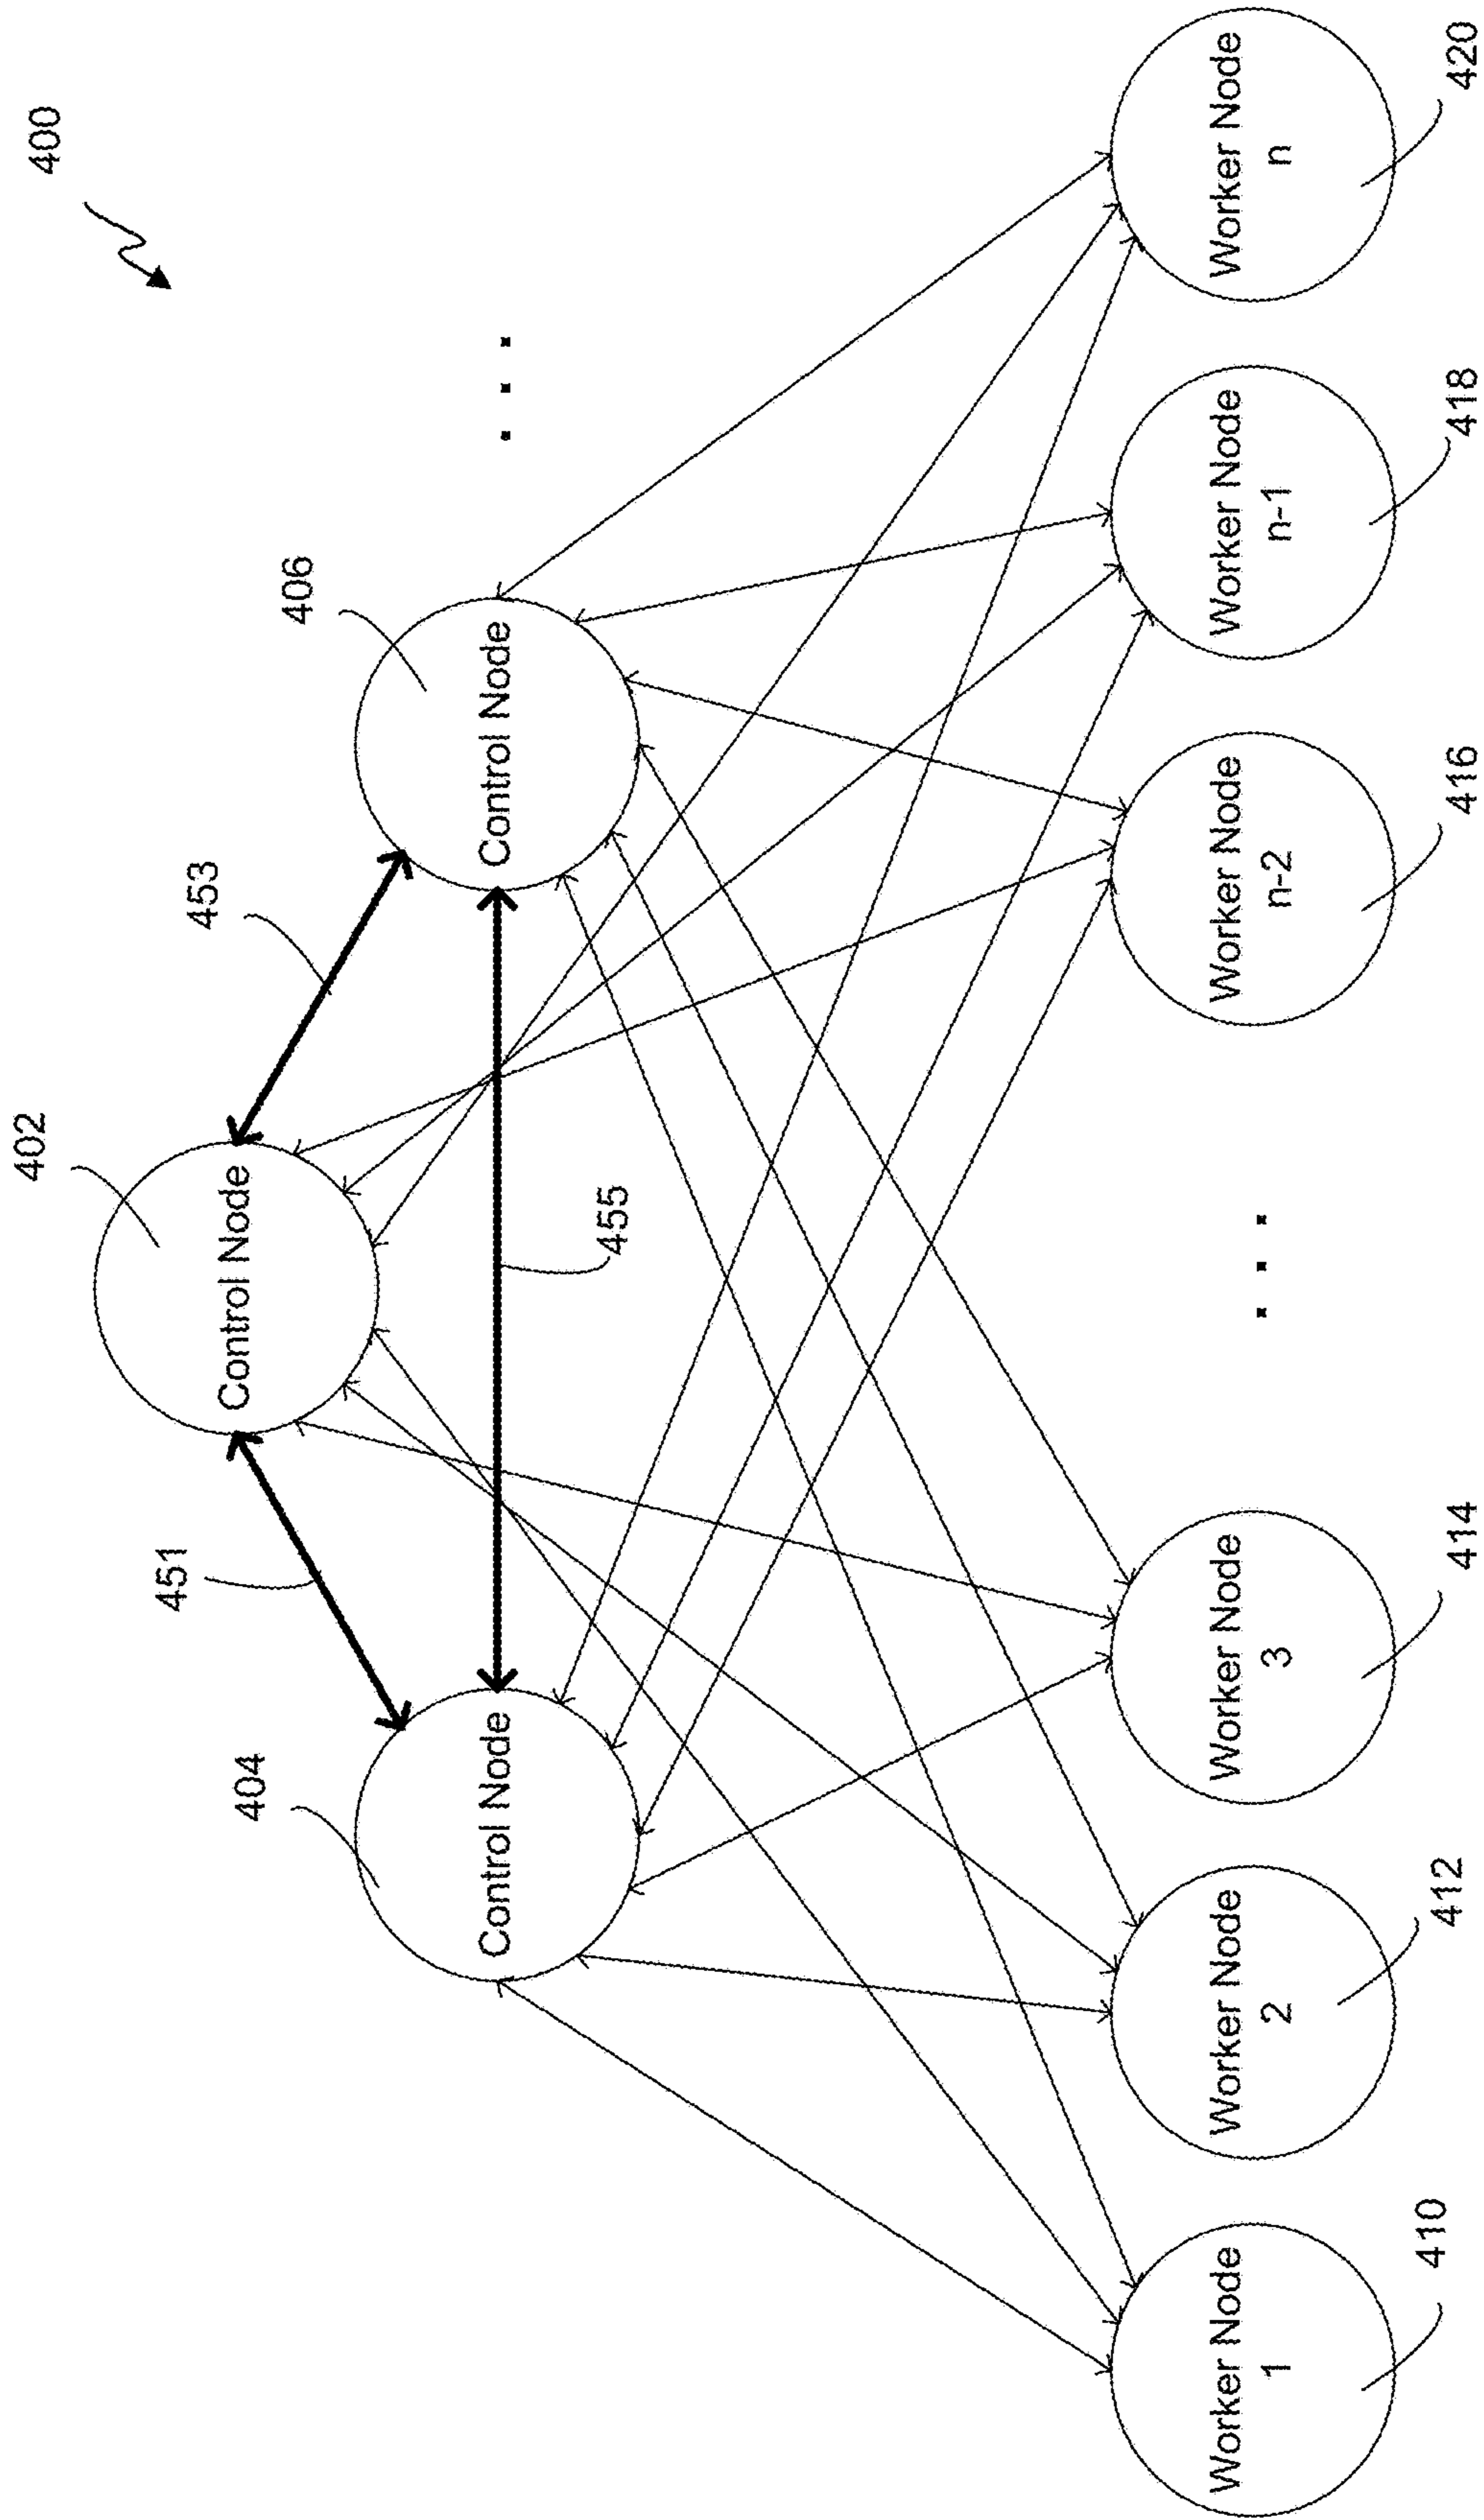 400
402
Control Node
451
453
404
406
Control Node
Control Node
. . .
455
Worker Node
1
Worker Node
2
Worker Node
3
. . .
Worker Node
n-2
Worker Node
n-1
Worker Node
n
410
412
414
416
418
420